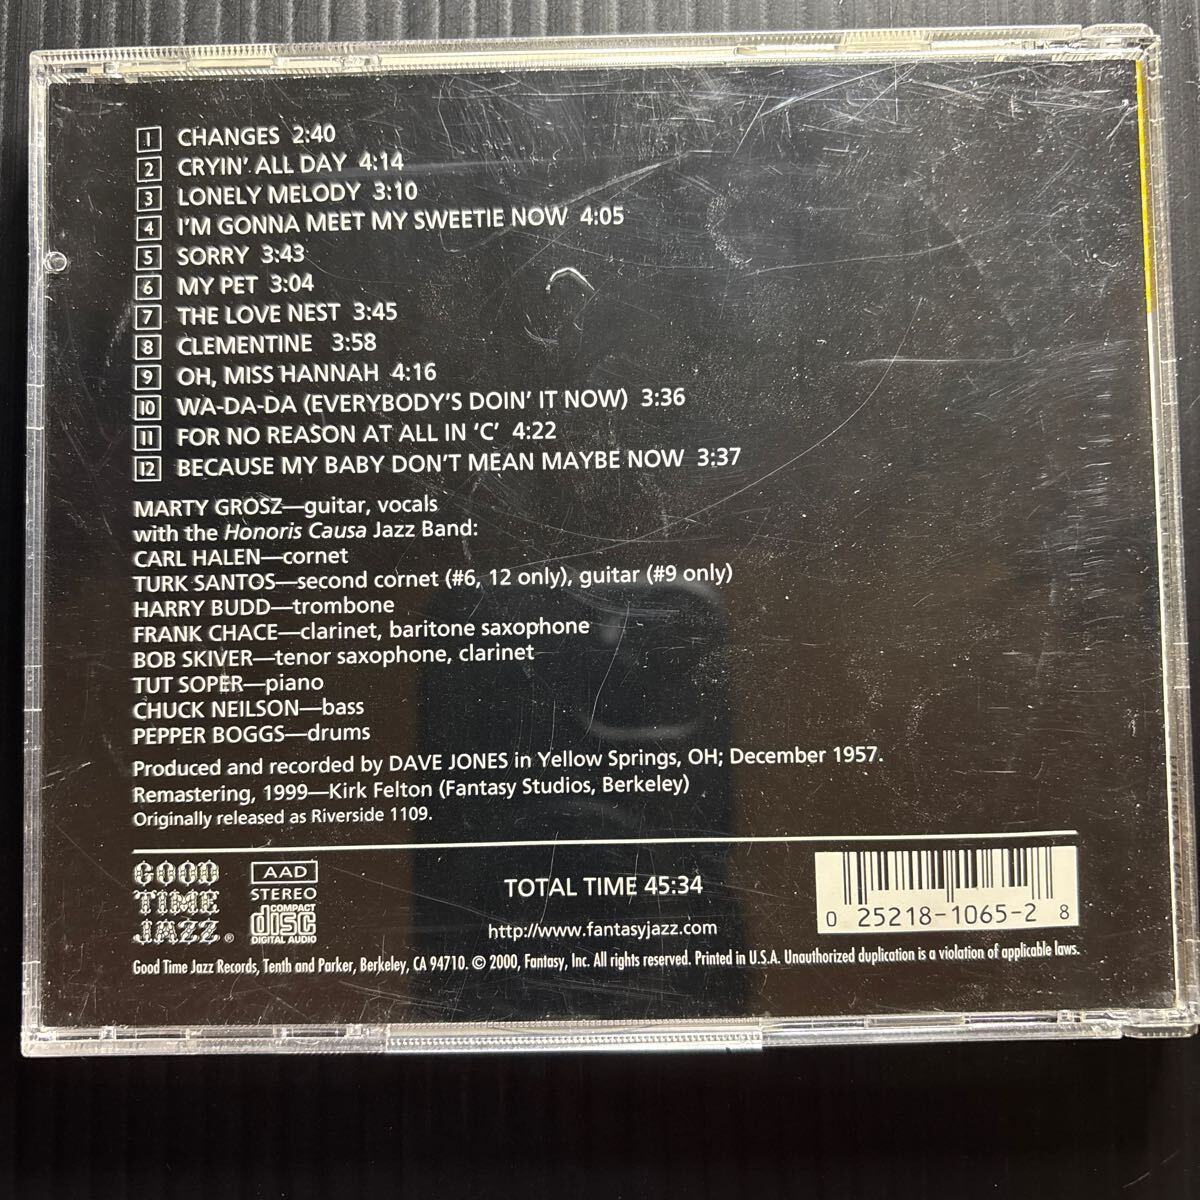 1 CHANGES 2:40
2 CRYIN' ALL DAY 4:14
3 LONELY MELODY 3:10
4 I'M GONNA MEET MY SWEETIE NOW 4:05
5 SORRY 3:43
6 MY PET 3:04
7 THE LOVE NEST 3:45
8 CLEMENTINE 3:58
9 OH, MISS HANNAH 4:16
10 WA-DA-DA (EVERYBODY'S DOIN' IT NOW) 3:36
11 FOR NO REASON AT ALL IN 'C' 4:22
12 BECAUSE MY BABY DON'T MEAN MAYBE NOW 3:37
MARTY GROSZ—guitar, vocals
with the Honoris Causa Jazz Band:
CARL HALEN—cornet
TURK SANTOS—second cornet (#6, 12 only), guitar (#9 only)
HARRY BUDD—trombone
FRANK CHACE—clarinet, baritone saxophone
BOB SKIVER—tenor saxophone, clarinet
TUT SOPER—piano
CHUCK NEILSON—bass
PEPPER BOGGS—drums
Produced and recorded by DAVE JONES in Yellow Springs, OH; December 1957.
Remastering, 1999—Kirk Felton (Fantasy Studios, Berkeley)
Originally released as Riverside 1109.
GOOD
TIME
JAZZ®
AAD
STEREO
COMPACT
disc
DIGITAL AUDIO
TOTAL TIME 45:34
http://www.fantasyjazz.com
0 25218-1065-2 8
Good Time Jazz Records, Tenth and Parker, Berkeley, CA 94710. © 2000, Fantasy, Inc. All rights reserved. Printed in U.S.A. Unauthorized duplication is a violation of applicable laws.